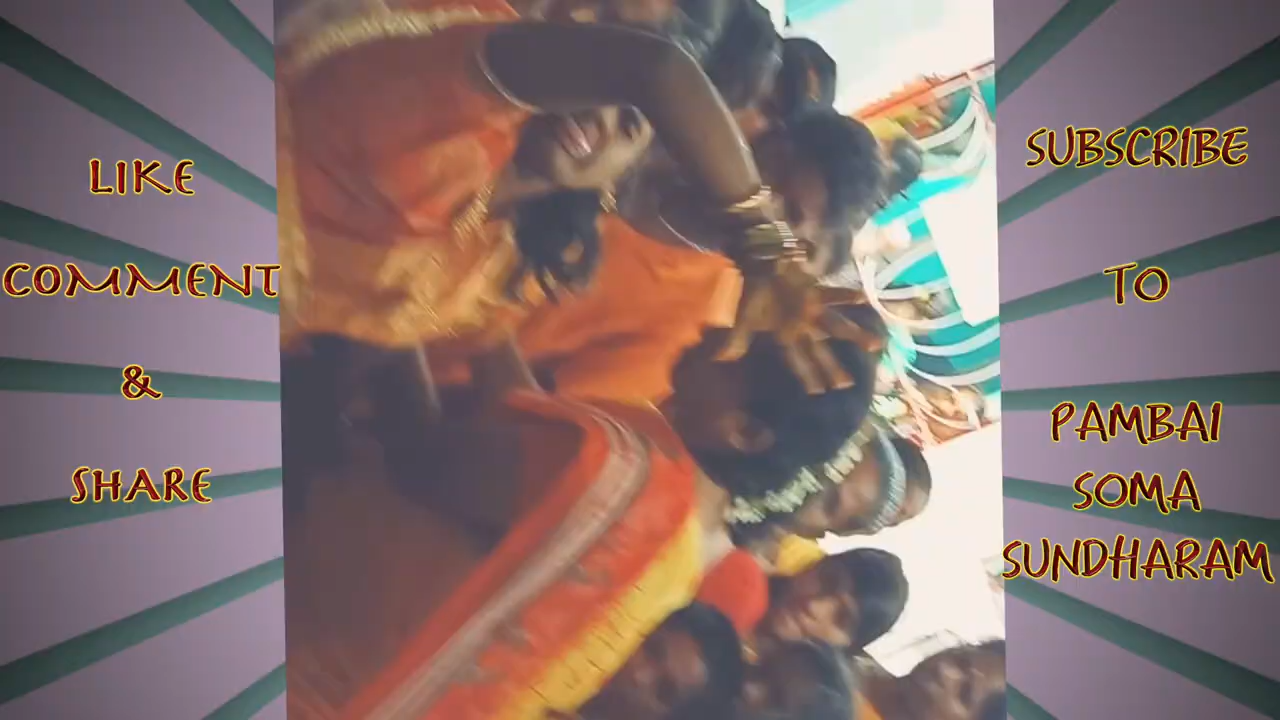 LIKE
COMMENT
&
SHARE
SUBSCRIBE
TO
PAMBAI
SOMA
SUNDHARAM